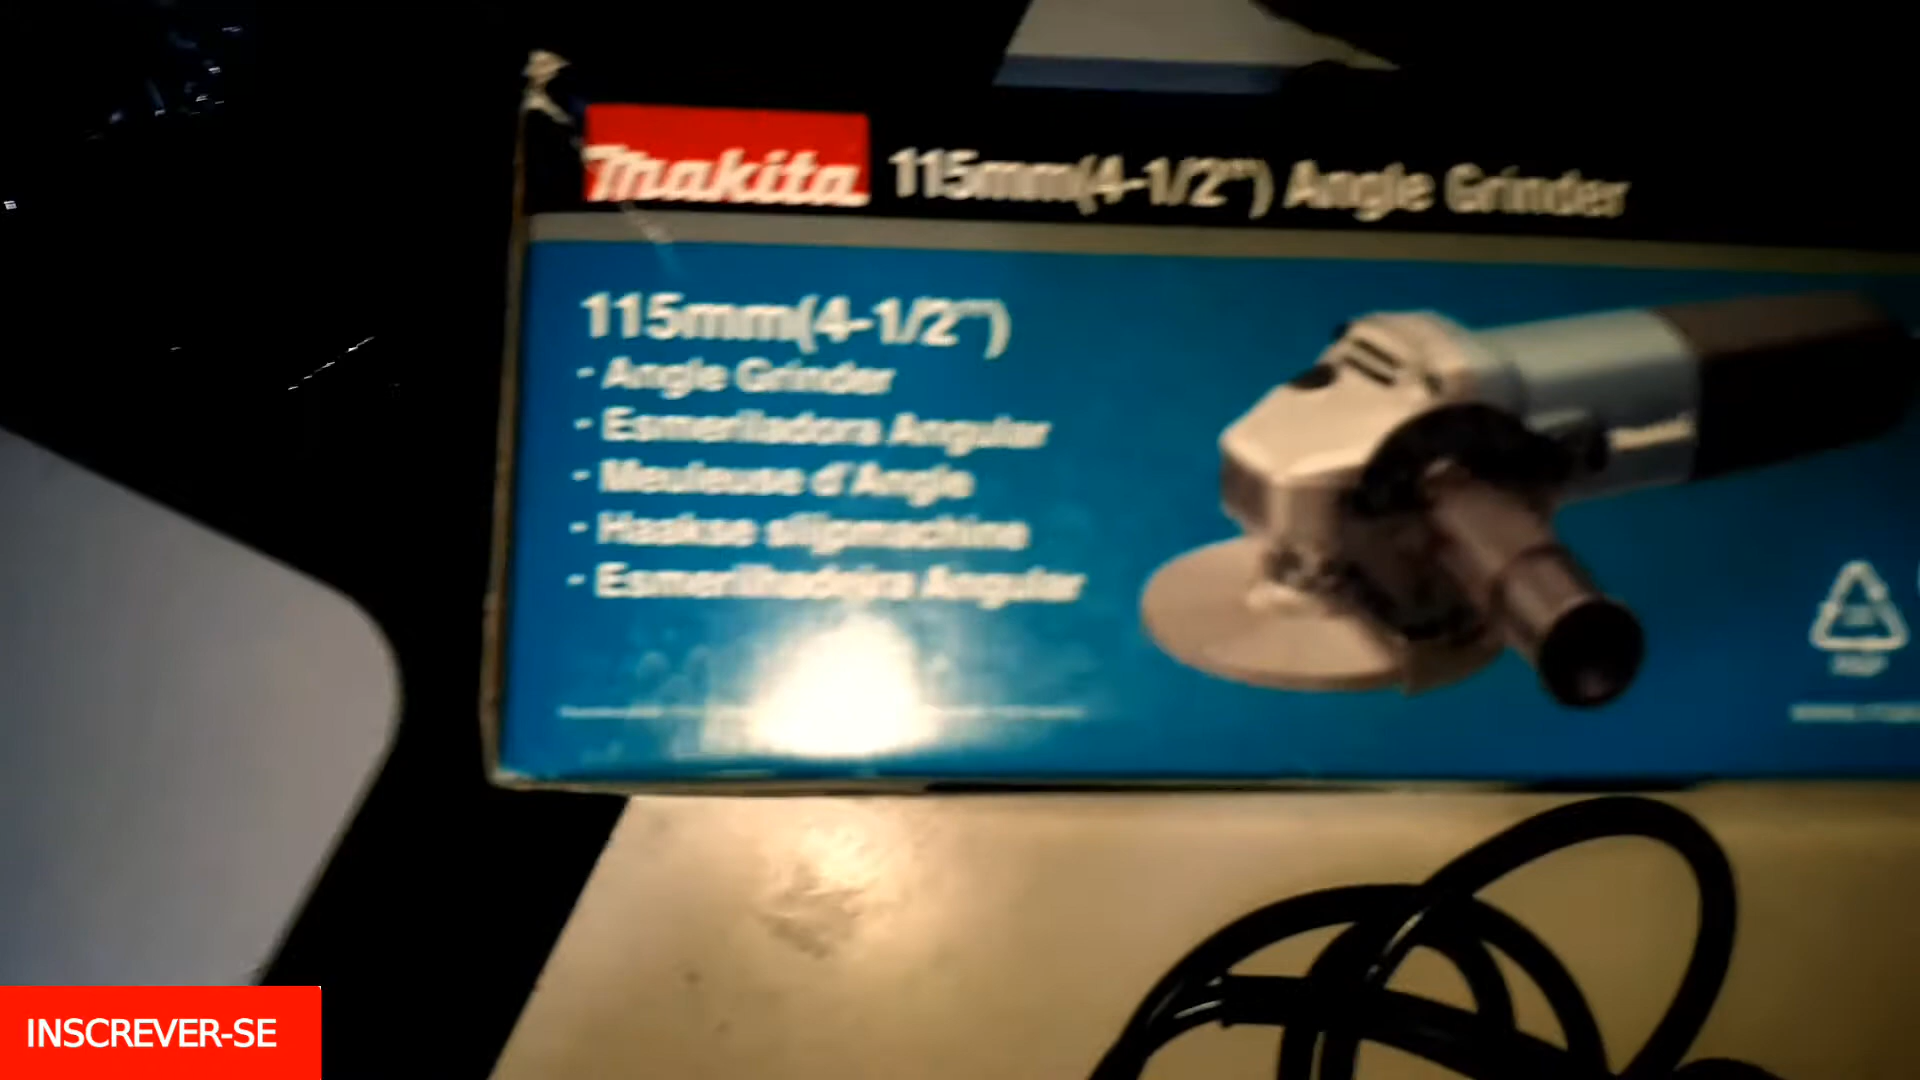 Makita 115mm(4-1/2") Angle Grinder
115mm(4-1/2")
- Angle Grinder
- Esmeriladora Angular
- Meuleuse d'Angle
- Haakse slijpmachine
- Esmerilhadeira Angular
INSCREVER-SE